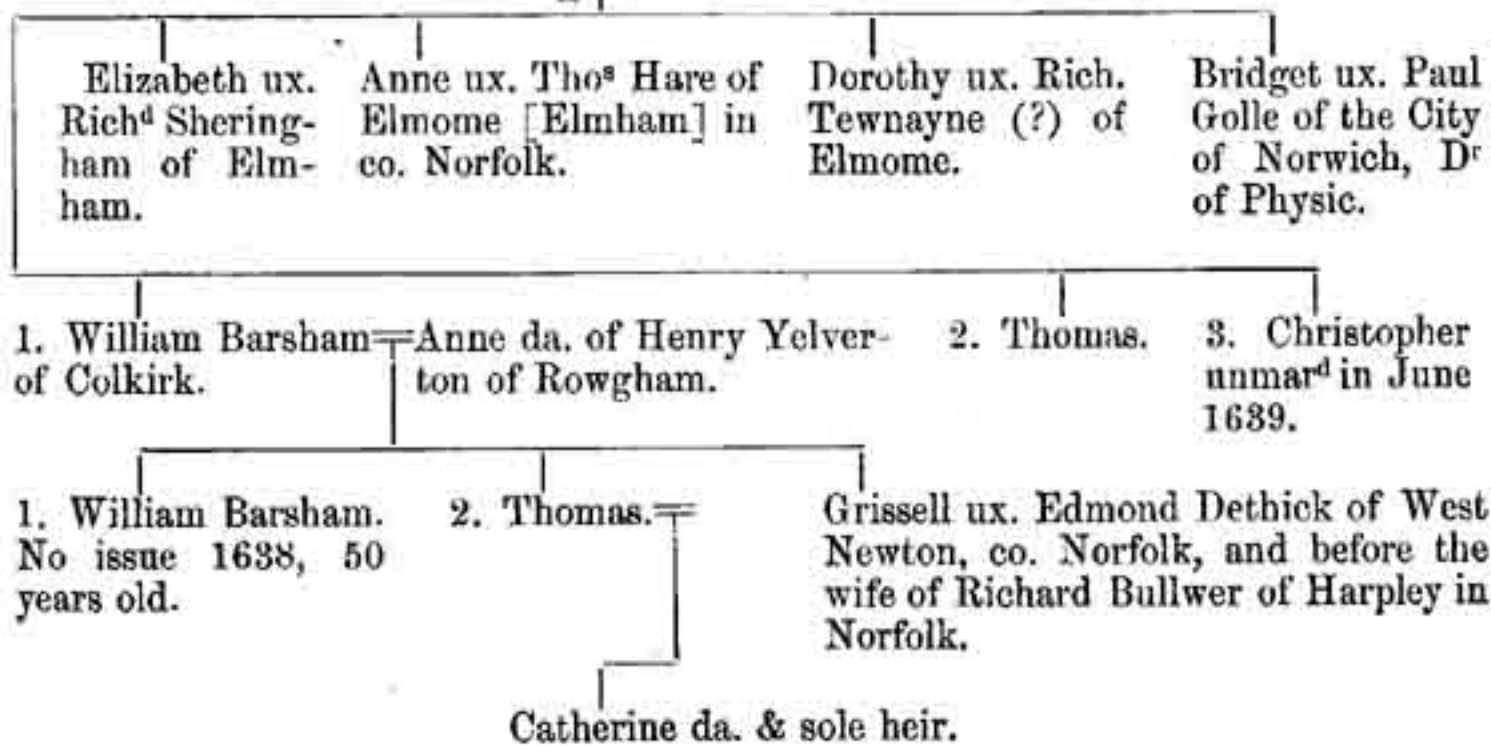 Elizabeth ux.
Richᵈ Shering-
ham of Elm-
ham.
Anne ux. Thoˢ Hare of
Elmome [Elmham] in
co. Norfolk.
Dorothy ux. Rich.
Tewnayne (?) of
Elmome.
Bridget ux. Paul
Golle of the City
of Norwich, Dʳ
of Physic.
1. William Barsham
of Colkirk.
Anne da. of Henry Yelver-
ton of Rowgham.
2. Thomas.
3. Christopher
unmarᵈ in June
1639.
1. William Barsham.
No issue 1638, 50
years old.
2. Thomas.
Grissell ux. Edmond Dethick of West
Newton, co. Norfolk, and before the
wife of Richard Bullwer of Harpley in
Norfolk.
Catherine da. & sole heir.